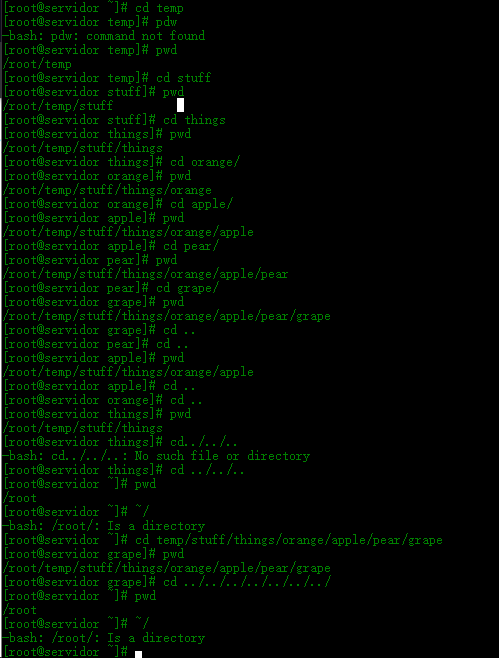 [root@servidor ~]# cd temp
[root@servidor temp]# pdw
-bash: pdw: command not found
[root@servidor temp]# pwd
/root/temp
[root@servidor temp]# cd stuff
[root@servidor stuff]# pwd
/root/temp/stuff
[root@servidor stuff]# cd things
[root@servidor things]# pwd
/root/temp/stuff/things
[root@servidor things]# cd orange/
[root@servidor orange]# pwd
/root/temp/stuff/things/orange
[root@servidor orange]# cd apple/
[root@servidor apple]# pwd
/root/temp/stuff/things/orange/apple
[root@servidor apple]# cd pear/
[root@servidor pear]# pwd
/root/temp/stuff/things/orange/apple/pear
[root@servidor pear]# cd grape/
[root@servidor grape]# pwd
/root/temp/stuff/things/orange/apple/pear/grape
[root@servidor grape]# cd ..
[root@servidor pear]# cd ..
[root@servidor apple]# pwd
/root/temp/stuff/things/orange/apple
[root@servidor apple]# cd ..
[root@servidor orange]# cd ..
[root@servidor things]# pwd
/root/temp/stuff/things
[root@servidor things]# cd../../..
-bash: cd../../..: No such file or directory
[root@servidor things]# cd ../../..
[root@servidor ~]# pwd
/root
[root@servidor ~]# ~/
-bash: /root/: Is a directory
[root@servidor ~]# cd temp/stuff/things/orange/apple/pear/grape
[root@servidor grape]# pwd
/root/temp/stuff/things/orange/apple/pear/grape
[root@servidor grape]# cd ../../../../../../../
[root@servidor ~]# pwd
/root
[root@servidor ~]# ~/
-bash: /root/: Is a directory
[root@servidor ~]#